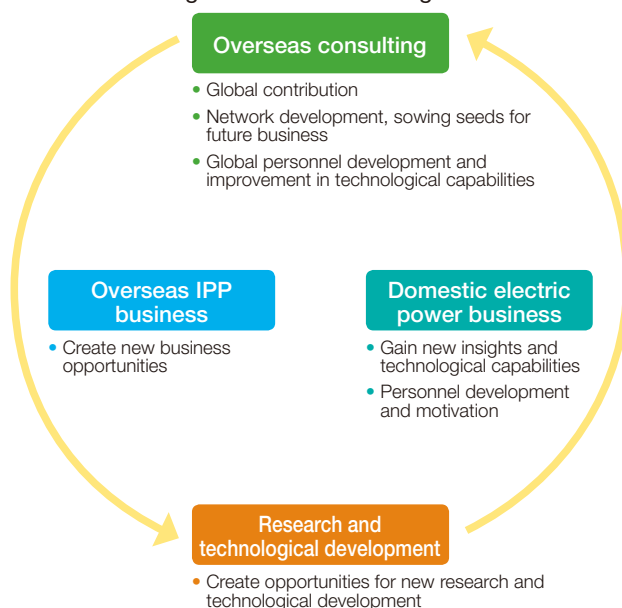 Overseas consulting
• Global contribution
• Network development, sowing seeds for
future business
• Global personnel development and
improvement in technological capabilities
Overseas IPP
business
• Create new business
opportunities
Domestic electric
power business
• Gain new insights and
technological capabilities
• Personnel development
and motivation
Research and
technological development
• Create opportunities for new research and
technological development